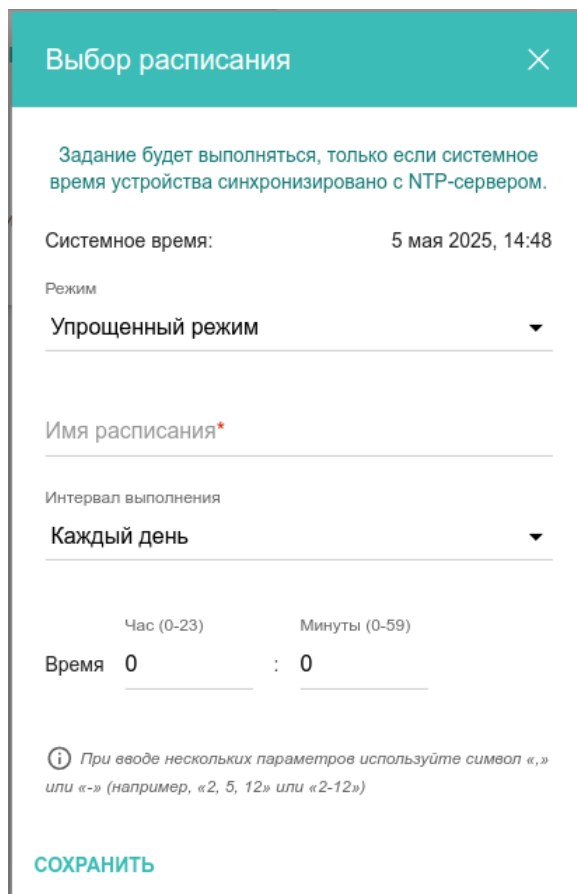 Выбор расписания
Задание будет выполняться, только если системное
время устройства синхронизировано с NTP-сервером.
Системное время: 5 мая 2025, 14:48
Режим
Упрощенный режим
Имя расписания*
Интервал выполнения
Каждый день
Час (0-23) Минуты (0-59)
Время 0 : 0
При вводе нескольких параметров используйте символ «,»
или «-» (например, «2, 5, 12» или «2-12»)
СОХРАНИТЬ